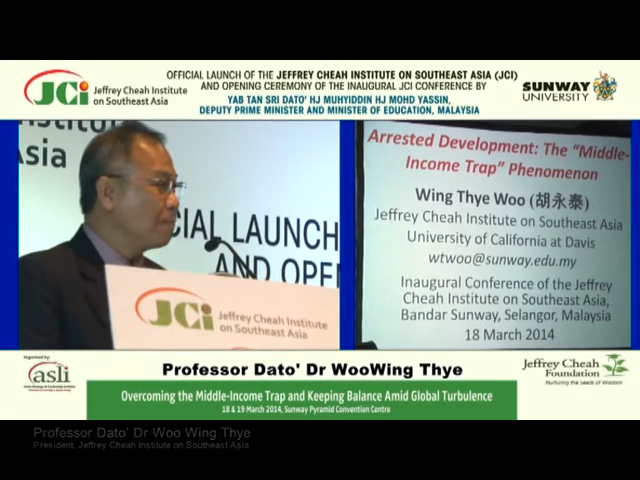 JCi Jeffrey Cheah Institute
on Southeast Asia
OFFICIAL LAUNCH OF THE JEFFREY CHEAH INSTITUTE ON SOUTHEAST ASIA (JCI)
AND OPENING CEREMONY OF THE INAUGURAL JCI CONFERENCE BY
YAB TAN SRI DATO' HJ MUHYIDDIN HJ MOHD YASSIN,
DEPUTY PRIME MINISTER AND MINISTER OF EDUCATION, MALAYSIA
SUNWAY
UNIVERSITY
Asia
CIAL LAUNCH
AND OPEN
JCi Jeffrey Cheah Institute
on Southeast Asia
Arrested Development: The "Middle-
Income Trap" Phenomenon
Wing Thye Woo (胡永泰)
Jeffrey Cheah Institute on Southeast Asia
University of California at Davis
wtwoo@sunway.edu.my
Inaugural Conference of the Jeffrey
Cheah Institute on Southeast Asia,
Bandar Sunway, Selangor, Malaysia
18 March 2014
Organised by:
asli
Professor Dato' Dr WooWing Thye
Overcoming the Middle-Income Trap and Keeping Balance Amid Global Turbulence
18 & 19 March 2014, Sunway Pyramid Convention Centre
Jeffrey Cheah
Foundation
Nurturing the Seeds of Wisdom
Professor Dato' Dr Woo Wing Thye
President, Jeffrey Cheah Institute on Southeast Asia